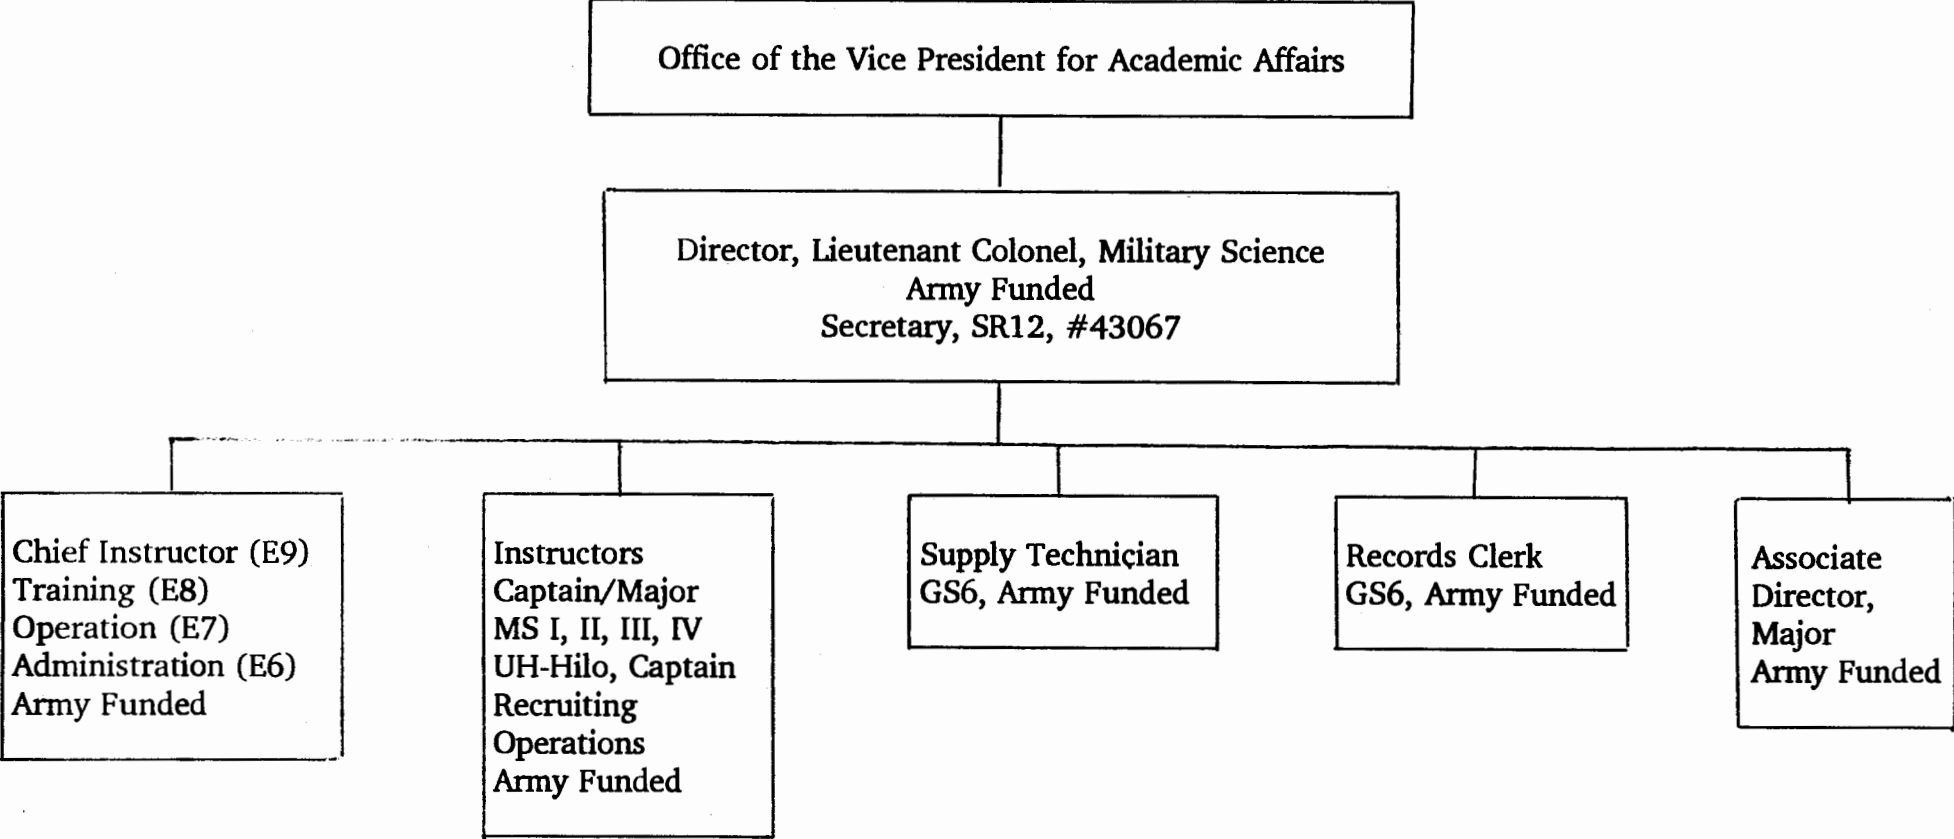 Office of the Vice President for Academic Affairs
Director, Lieutenant Colonel, Military Science
Army Funded
Secretary, SR12, #43067
Chief Instructor (E9)
Training (E8)
Operation (E7)
Administration (E6)
Army Funded
Instructors
Captain/Major
MS I, II, III, IV
UH-Hilo, Captain
Recruiting
Operations
Army Funded
Supply Technician
GS6, Army Funded
Records Clerk
GS6, Army Funded
Associate
Director,
Major
Army Funded